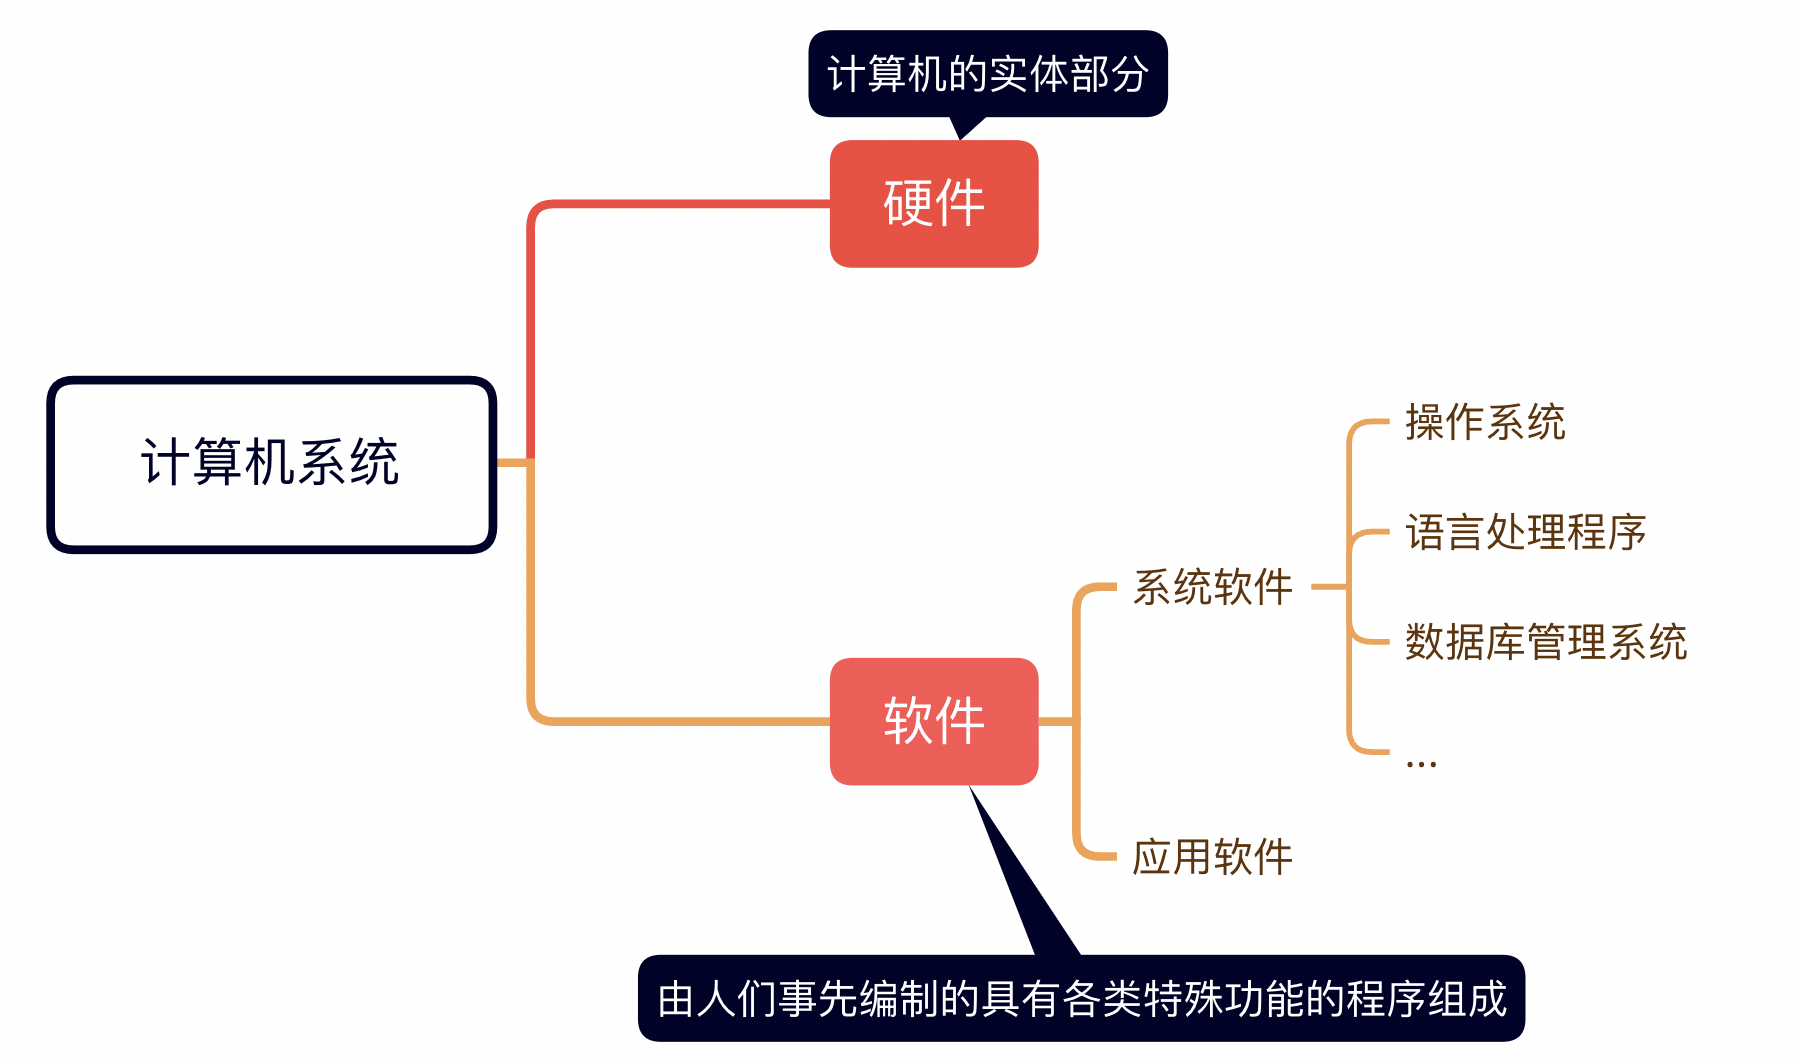 计算机的实体部分
硬件
计算机系统
操作系统
语言处理程序
系统软件
数据库管理系统
软件
...
应用软件
由人们事先编制的具有各类特殊功能的程序组成